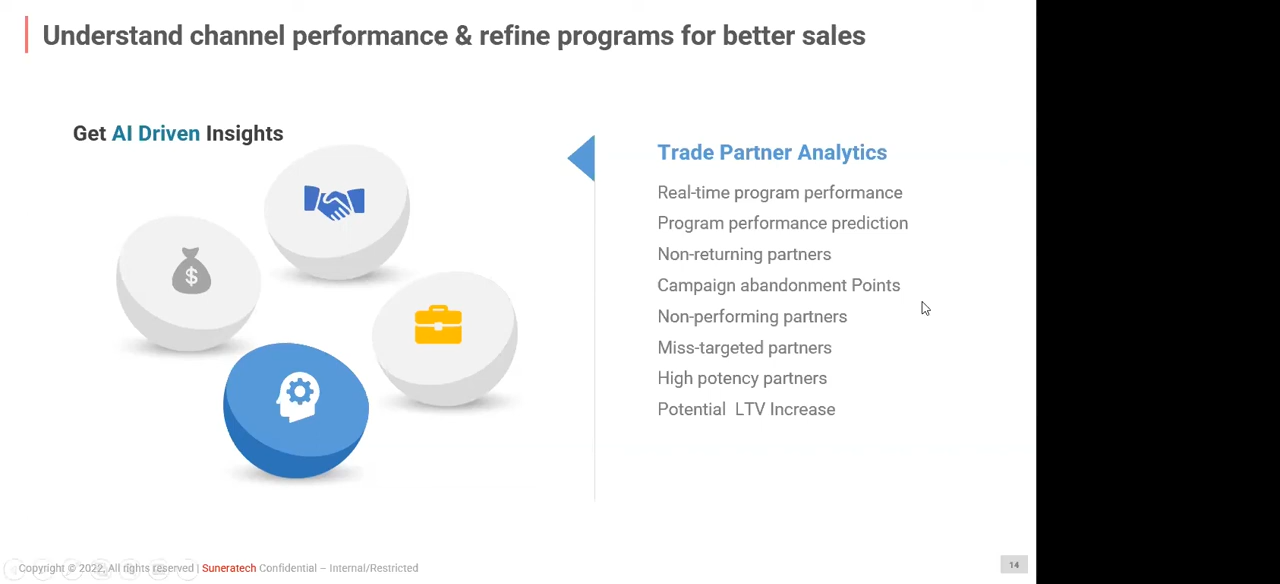 Understand channel performance & refine programs for better sales
Get AI Driven Insights
$
Trade Partner Analytics
Real-time program performance
Program performance prediction
Non-returning partners
Campaign abandonment Points
Non-performing partners
Miss-targeted partners
High potency partners
Potential LTV Increase
Copyright © 2022, All rights reserved | Suneratech Confidential – Internal/Restricted
14